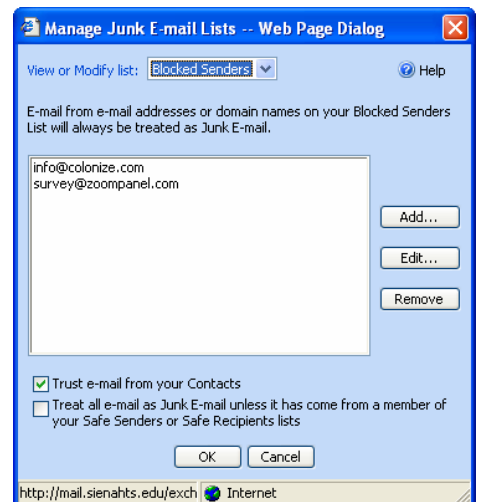 Manage Junk E-mail Lists -- Web Page Dialog
View or Modify list: Blocked Senders
Help
E-mail from e-mail addresses or domain names on your Blocked Senders
List will always be treated as Junk E-mail.
info@colonize.com
survey@zoompanel.com
Add...
Edit...
Remove
Trust e-mail from your Contacts
Treat all e-mail as Junk E-mail unless it has come from a member of
your Safe Senders or Safe Recipients lists
OK Cancel
http://mail.sienahts.edu/exch Internet